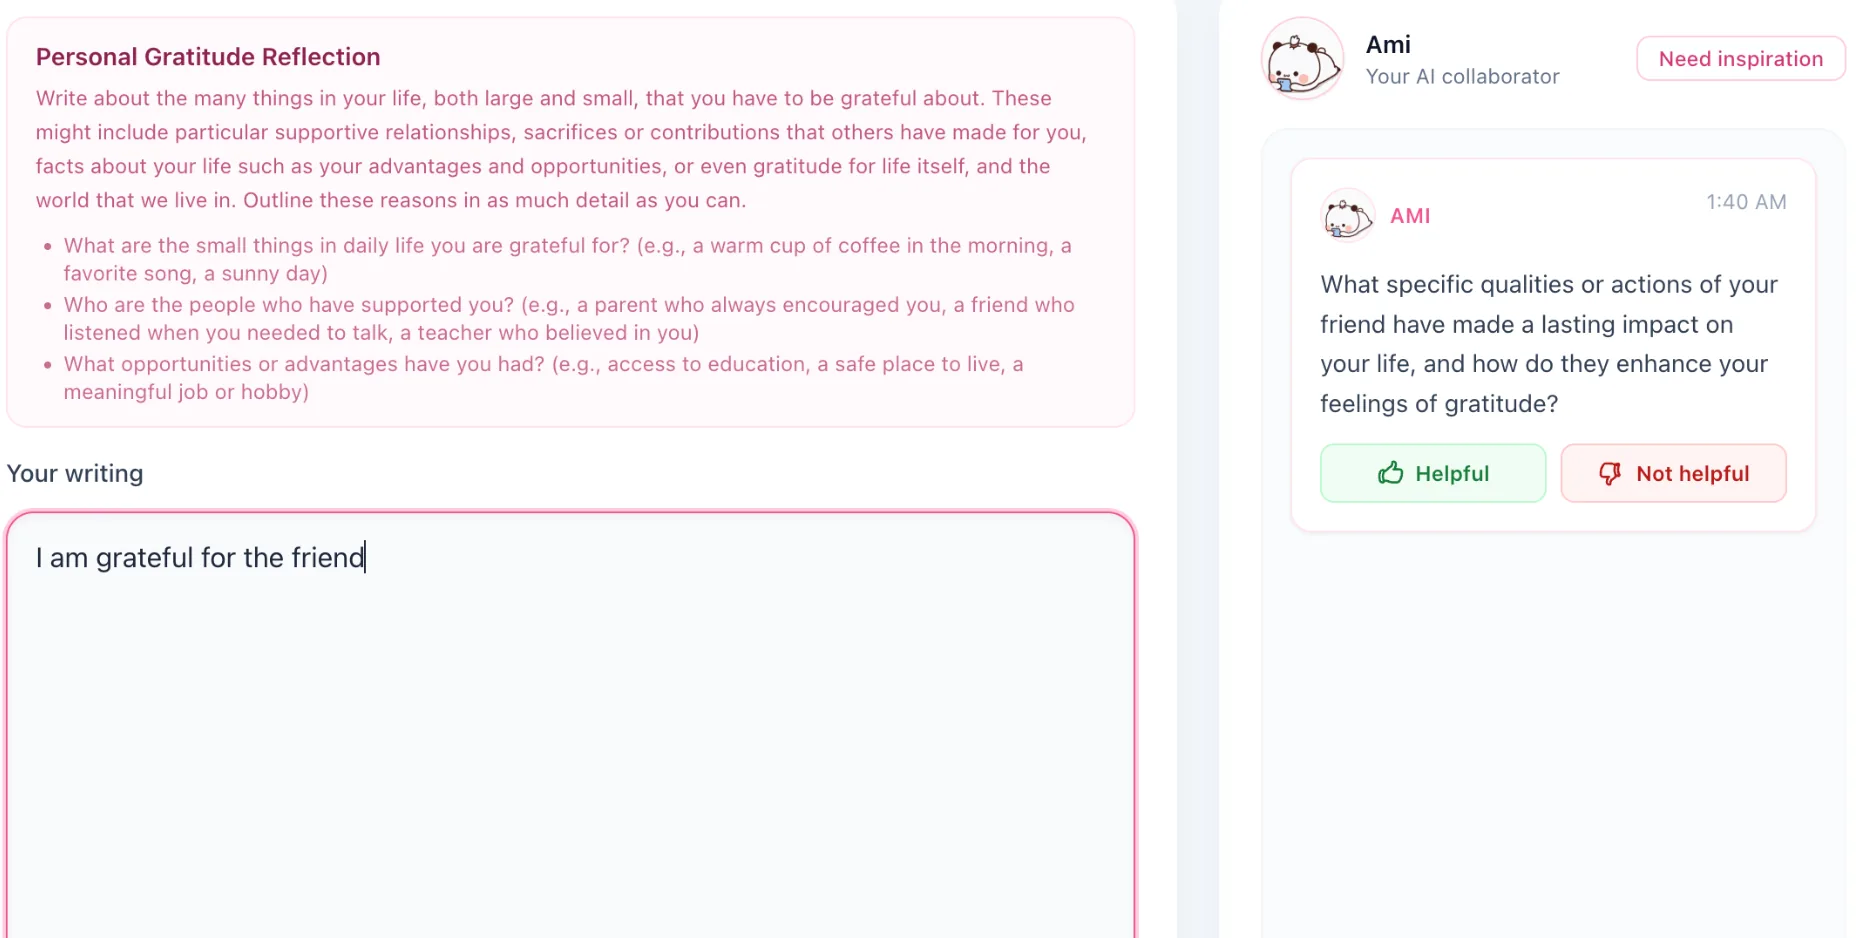 Personal Gratitude Reflection
Write about the many things in your life, both large and small, that you have to be grateful about. These
might include particular supportive relationships, sacrifices or contributions that others have made for you,
facts about your life such as your advantages and opportunities, or even gratitude for life itself, and the
world that we live in. Outline these reasons in as much detail as you can.
• What are the small things in daily life you are grateful for? (e.g., a warm cup of coffee in the morning, a
favorite song, a sunny day)
• Who are the people who have supported you? (e.g., a parent who always encouraged you, a friend who
listened when you needed to talk, a teacher who believed in you)
• What opportunities or advantages have you had? (e.g., access to education, a safe place to live, a
meaningful job or hobby)
Your writing
I am grateful for the friend
Ami
Your AI collaborator
Need inspiration
AMI
1:40 AM
What specific qualities or actions of your
friend have made a lasting impact on
your life, and how do they enhance your
feelings of gratitude?
Helpful
Not helpful